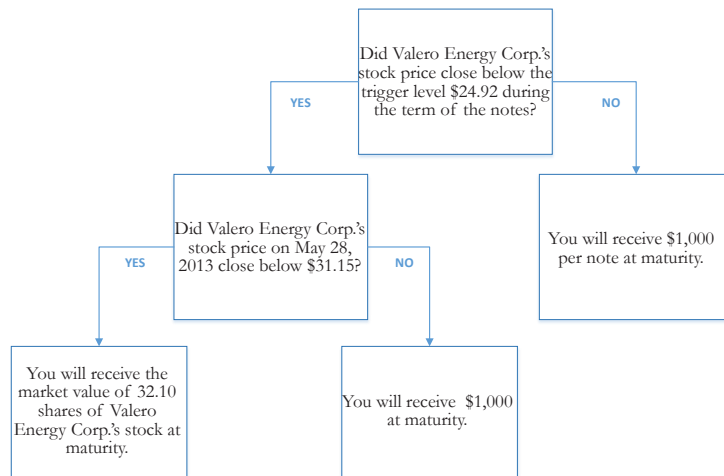 Did Valero Energy Corp.'s
stock price close below the
trigger level $24.92 during
the term of the notes?
YES
NO
Did Valero Energy Corp.'s
stock price on May 28,
2013 close below $31.15?
You will receive $1,000
per note at maturity.
YES
NO
You will receive the
market value of 32.10
shares of Valero
Energy Corp.'s stock at
maturity.
You will receive $1,000
at maturity.